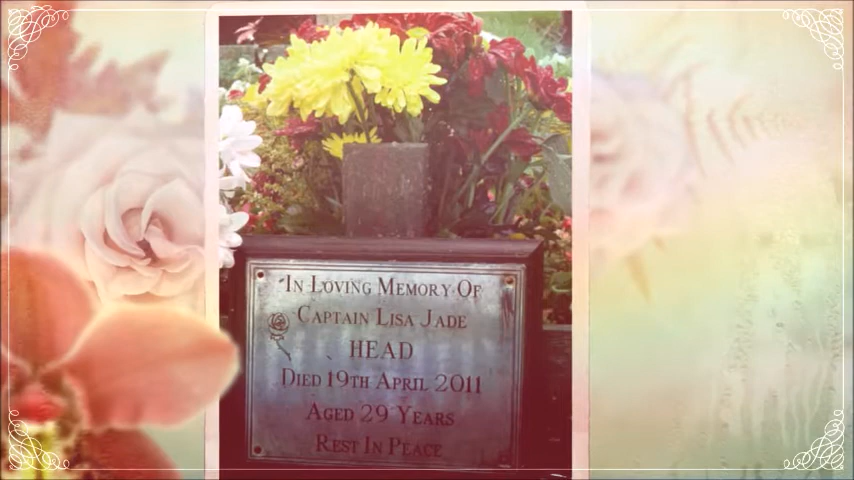 In Loving Memory Of
Captain Lisa Jade
HEAD
Died 19th April 2011
Aged 29 Years
Rest In Peace